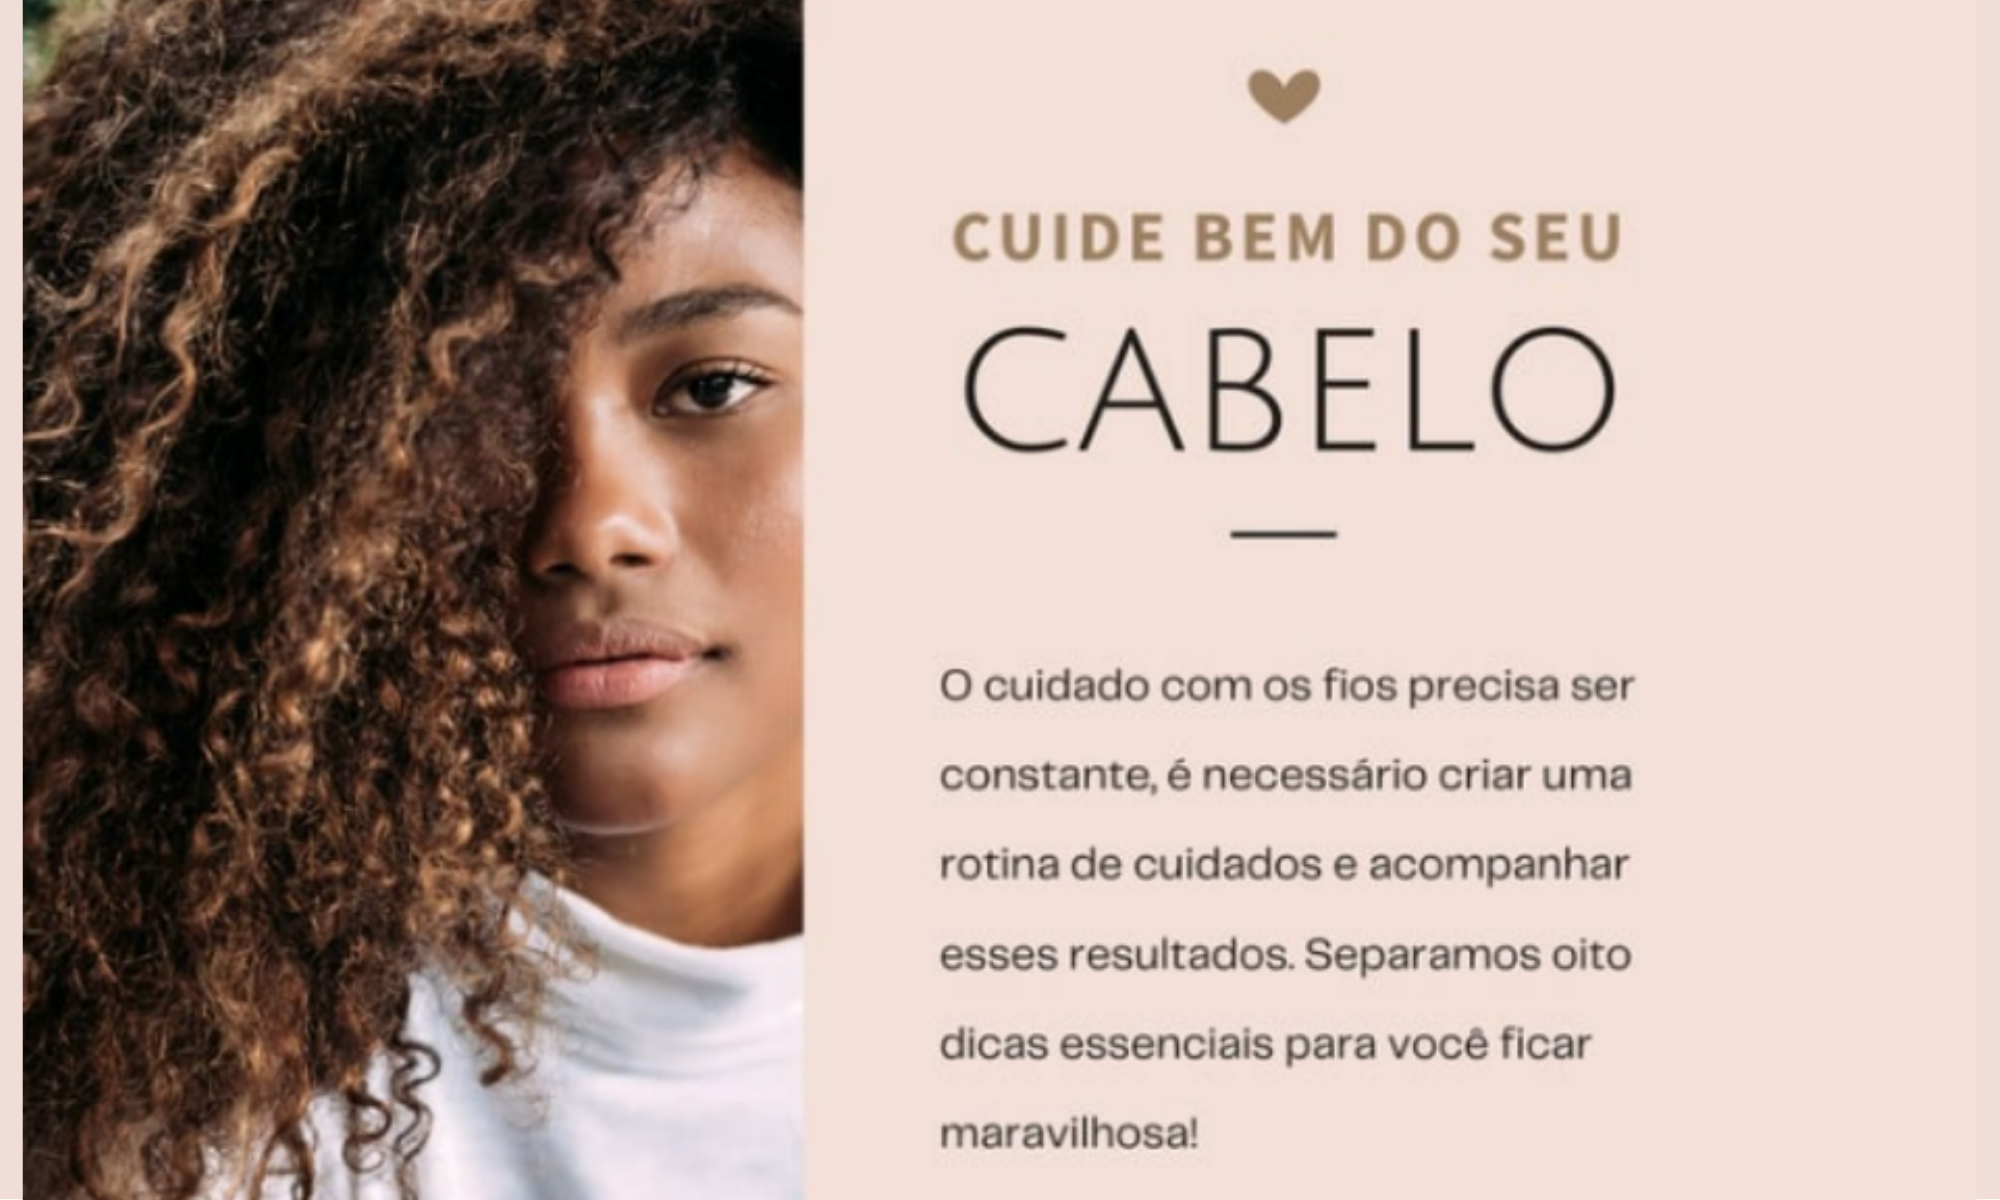 CUIDE BEM DO SEU
CABELO
O cuidado com os fios precisa ser
constante, é necessário criar uma
rotina de cuidados e acompanhar
esses resultados. Separamos oito
dicas essenciais para você ficar
maravilhosa!